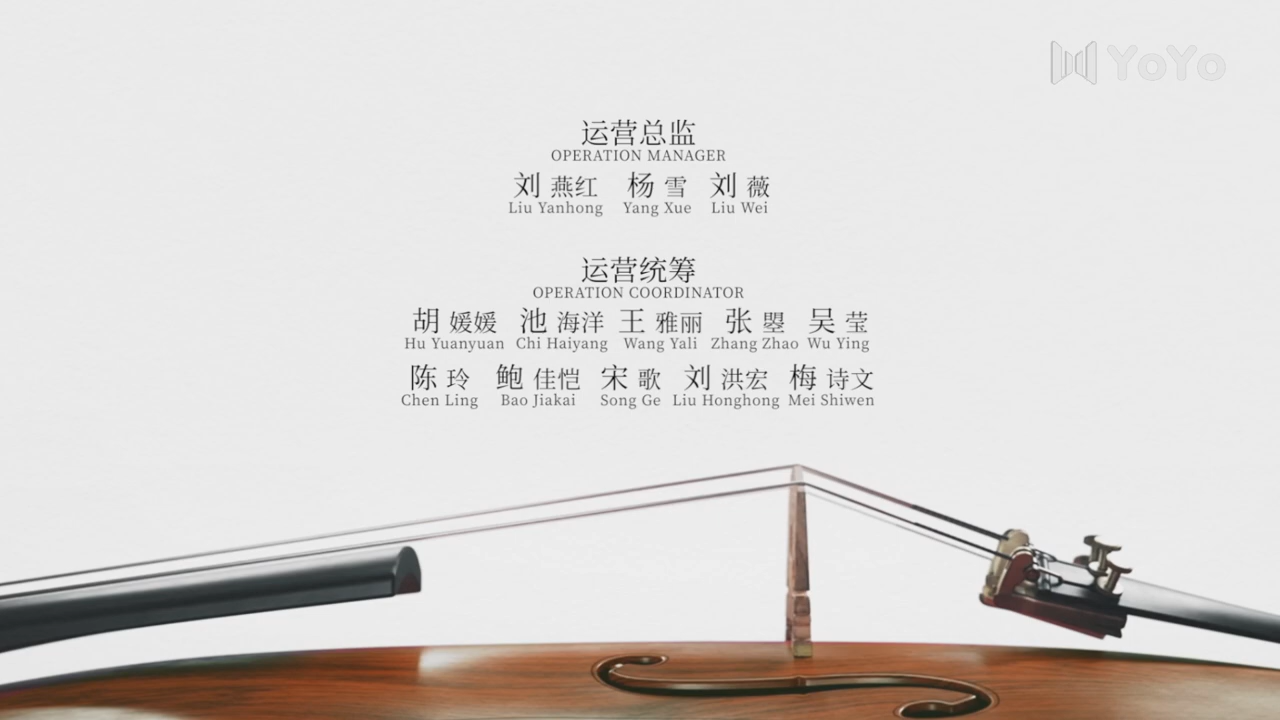 YoYo
运营总监
OPERATION MANAGER
刘 燕红 杨 雪 刘 薇
Liu Yanhong Yang Xue Liu Wei
运营统筹
OPERATION COORDINATOR
胡 媛媛 池 海洋 王 雅丽 张 曌 吴 莹
Hu Yuanyuan Chi Haiyang Wang Yali Zhang Zhao Wu Ying
陈 玲 鲍 佳恺 宋 歌 刘 洪宏 梅 诗文
Chen Ling Bao Jiakai Song Ge Liu Honghong Mei Shiwen